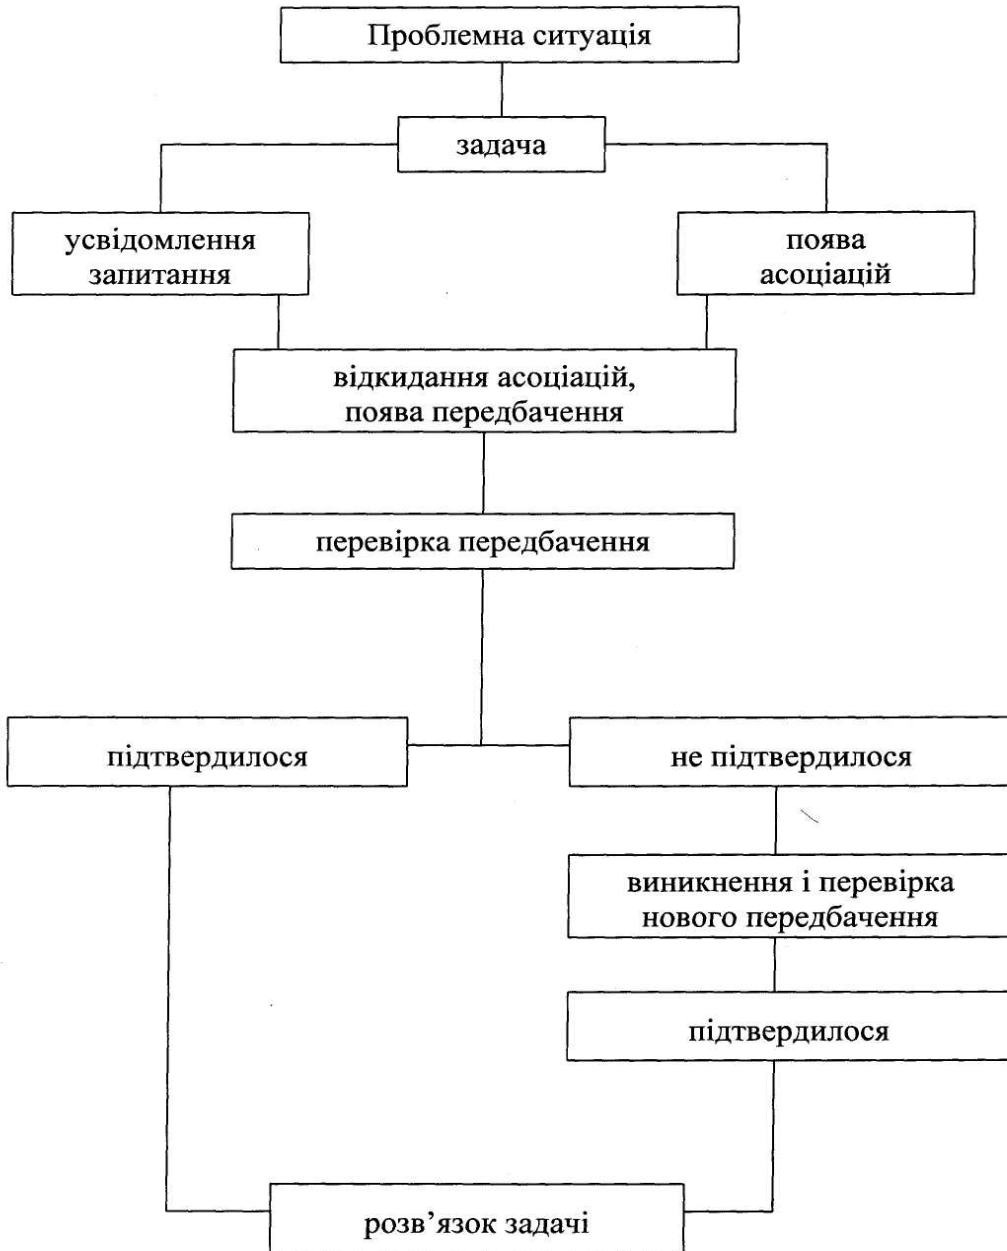 Проблемна ситуація
задача
усвідомлення
запитання
поява
асоціацій
відкидання асоціацій,
поява передбачення
перевірка передбачення
підтвердилося
не підтвердилося
виникнення і перевірка
нового передбачення
підтвердилося
розв’язок задачі